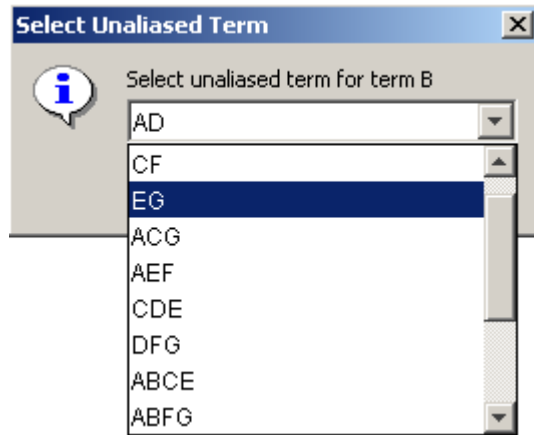 Select Unaliased Term
Select unaliased term for term B
AD
CF
EG
ACG
AEF
CDE
DFG
ABCE
ABFG